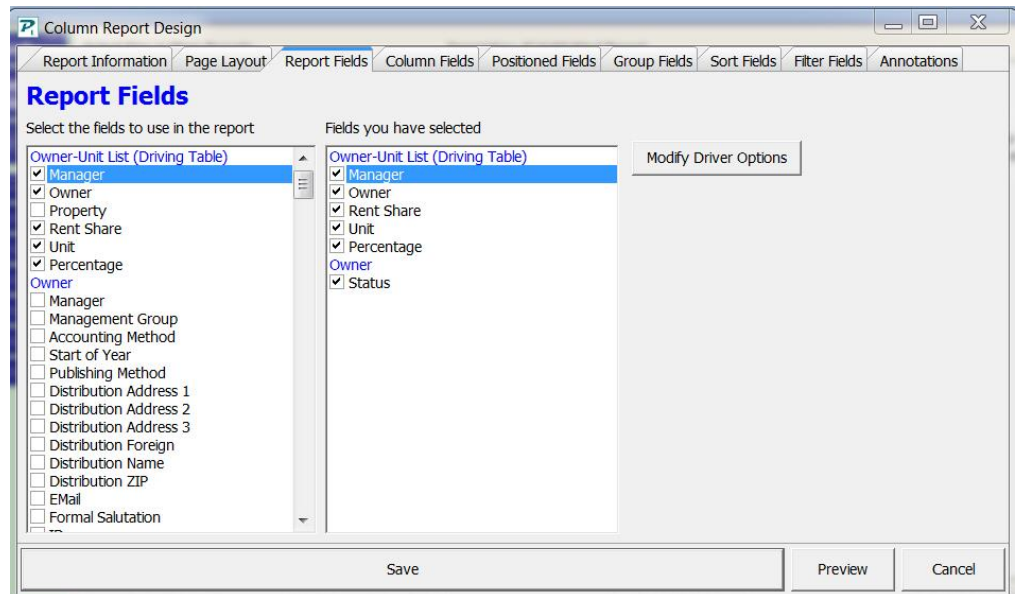 Column Report Design
Report Information Page Layout Report Fields Column Fields Positioned Fields Group Fields Sort Fields Filter Fields Annotations
Report Fields
Select the fields to use in the report
Owner-Unit List (Driving Table)
Manager
Owner
Property
Rent Share
Unit
Percentage
Owner
Manager
Management Group
Accounting Method
Start of Year
Publishing Method
Distribution Address 1
Distribution Address 2
Distribution Address 3
Distribution Foreign
Distribution Name
Distribution ZIP
EMail
Formal Salutation
Fields you have selected
Owner-Unit List (Driving Table)
Manager
Owner
Rent Share
Unit
Percentage
Owner
Status
Modify Driver Options
Save Preview Cancel